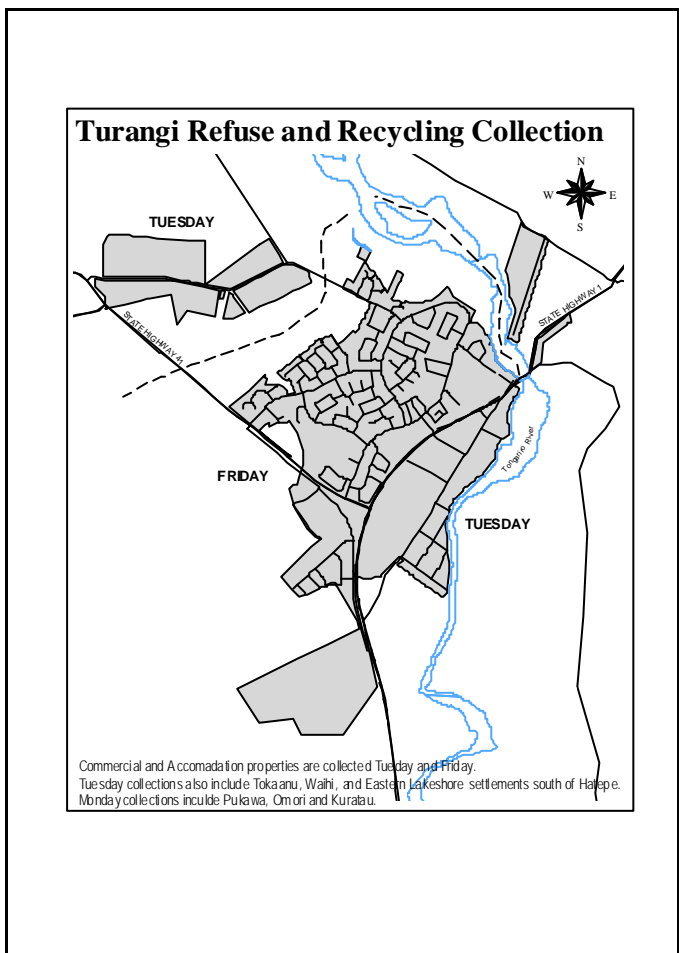 Turangi Refuse and Recycling Collection
N
W E
S
TUESDAY
STATE HIGHWAY 1
STATE HIGHWAY 41
Tongariro River
FRIDAY
TUESDAY
Commercial and Accomadation properties are collected Tueday and Friday.
Tuesday collections also include Tokaanu, Waihi, and Eastern Lakeshore settlements south of Hatepe.
Monday collections inculde Pukawa, Omori and Kuratau.